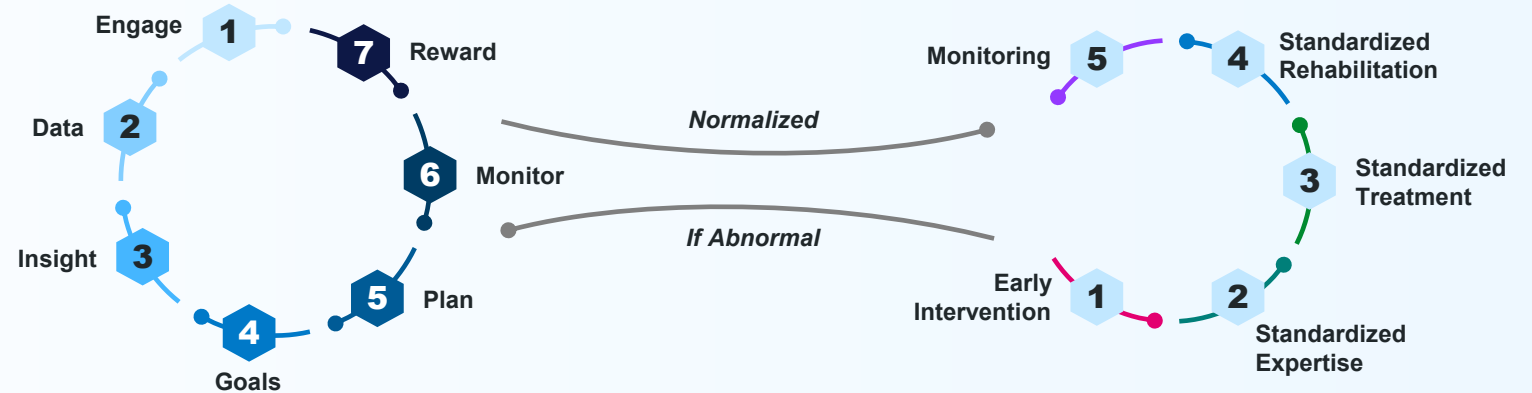 Engage
1
7
Reward
Data
2
6
Monitor
Insight
3
5
Plan
4
Goals
Normalized
If Abnormal
Monitoring
5
4
Standardized
Rehabilitation
3
Standardized
Treatment
Early
Intervention
1
2
Standardized
Expertise